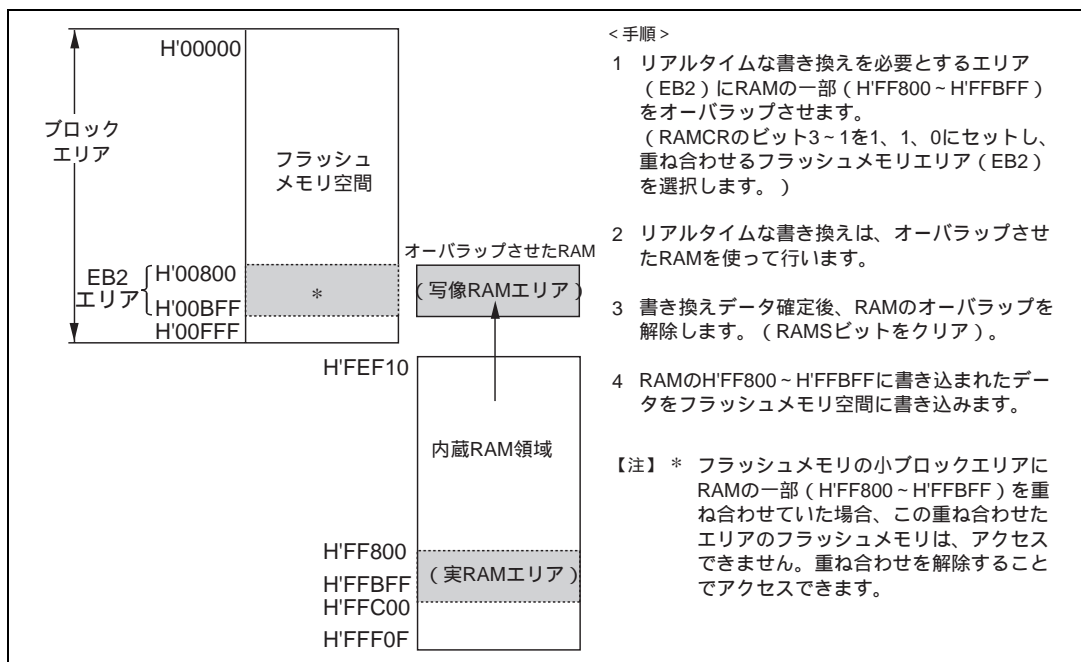 H'00000
ブロック
エリア
フラッシュ
メモリ空間
オーバラップさせたRAM
EB2
エリア
H'00800
H'00BFF
H'00FFF
*
（写像RAMエリア）
H'FEF10
内蔵RAM領域
H'FF800
H'FFBFF
H'FFC00
H'FFF0F
（実RAMエリア）
<手順>
1 リアルタイムな書き換えを必要とするエリア
（EB2）にRAMの一部（H'FF800~H'FFBFF）
をオーバラップさせます。
（RAMCRのビット3~1を1、1、0にセットし、
重ね合わせるフラッシュメモリエリア（EB2）
を選択します。）
2 リアルタイムな書き換えは、オーバラップさせ
たRAMを使って行います。
3 書き換えデータ確定後、RAMのオーバラップを
解除します。（RAMSビットをクリア）。
4 RAMのH'FF800~H'FFBFFに書き込まれたデー
タをフラッシュメモリ空間に書き込みます。
【注】 * フラッシュメモリの小ブロックエリアに
RAMの一部（H'FF800~H'FFBFF）を重
ね合わせていた場合、この重ね合わせた
エリアのフラッシュメモリは、アクセス
できません。重ね合わせを解除すること
でアクセスできます。